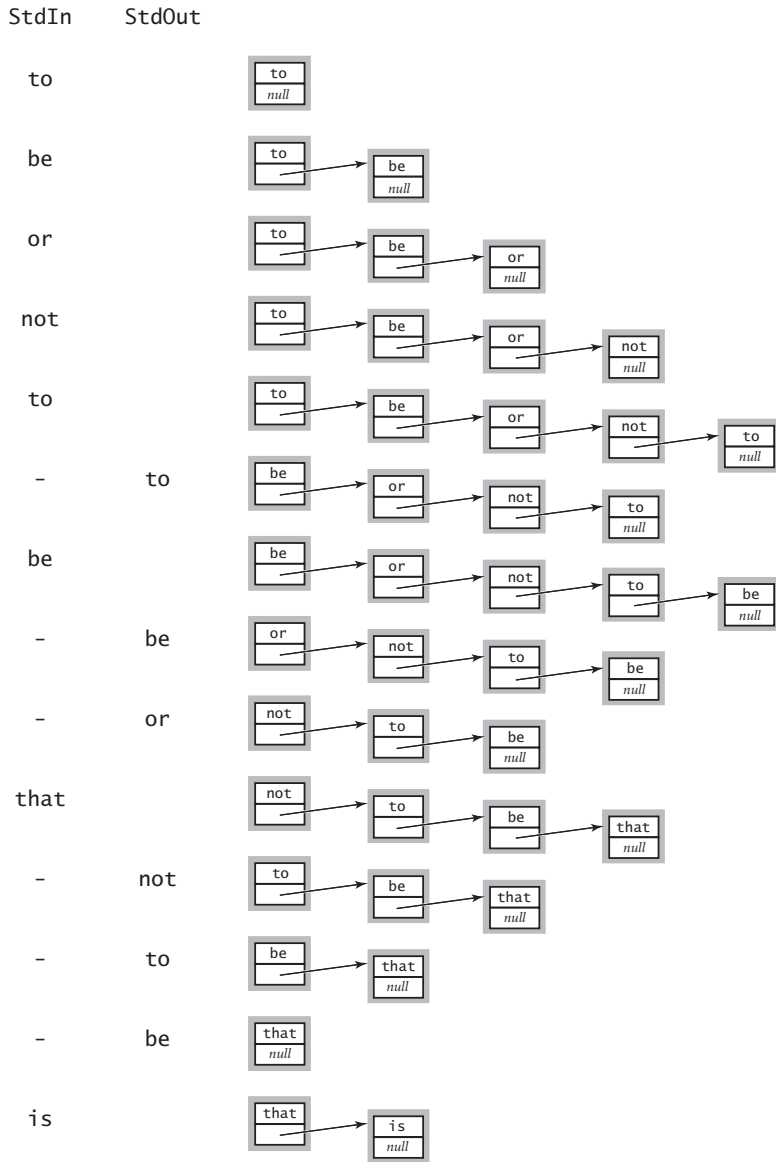 StdIn StdOut
to to
null
be to be
null
or to be or
null
not to be or not
null
to to be or not to
null
- to be or not to
null
be be or not to be
null
- be or not to be
null
- or not to be
null
that not to be that
null
- not to be that
null
- to be that
null
- be that
null
is that is
null